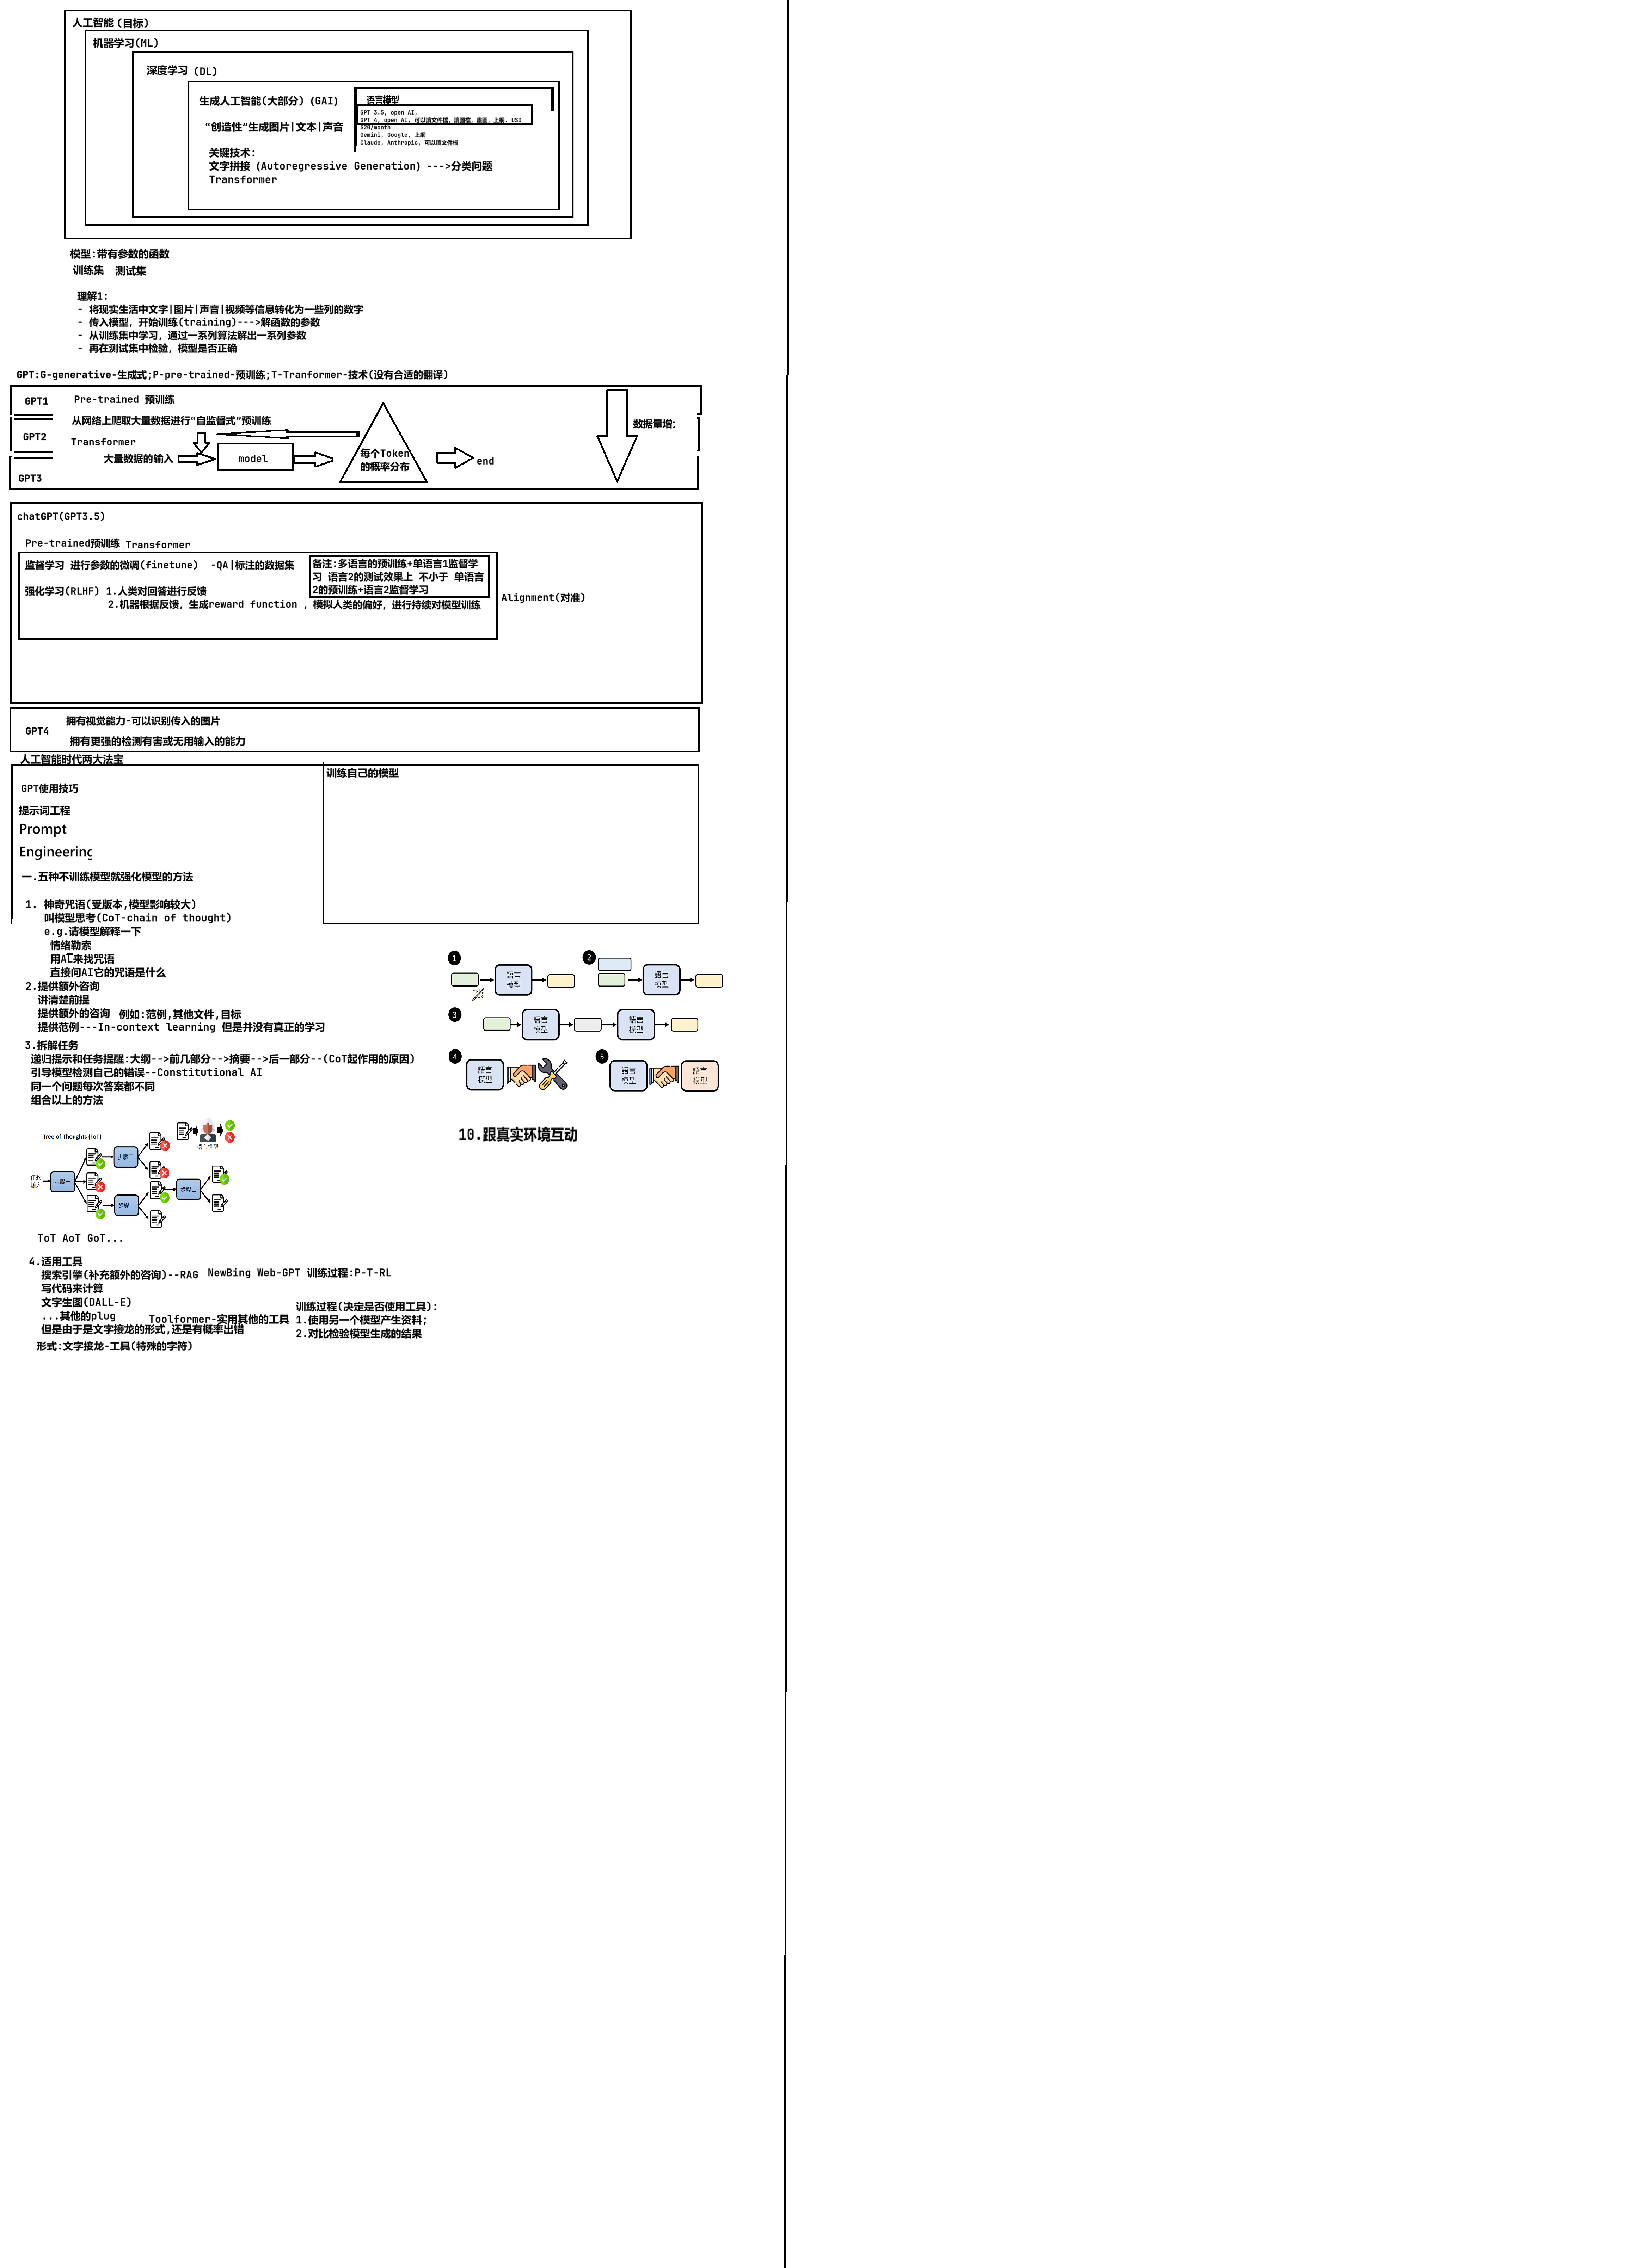 人工智能(目标)
机器学习(ML)
深度学习 (DL)
生成人工智能(大部分) (GAI)
“创造性”生成图片|文本|声音
语言模型
GPT 3.5, open AI,
GPT 4, open AI, 可以讀文件檔, 讀圖檔, 畫圖, 上網. USD
$20/month
Gemini, Google, 上網
Claude, Anthropic, 可以讀文件檔
关键技术:
文字拼接 (Autoregressive Generation) --->分类问题
Transformer
模型:带有参数的函数
训练集 测试集
理解1:
- 将现实生活中文字|图片|声音|视频等信息转化为一些列的数字
- 传入模型, 开始训练(training)--->解函数的参数
- 从训练集中学习, 通过一系列算法解出一系列参数
- 再在测试集中检验, 模型是否正确
GPT:G-generative-生成式;P-pre-trained-预训练;T-Tranformer-技术(没有合适的翻译)
GPT1
Pre-trained 预训练
从网络上爬取大量数据进行“自监督式”预训练
数据量增:
GPT2
Transformer
大量数据的输入
model
每个Token
的概率分布
end
GPT3
chatGPT(GPT3.5)
Pre-trained预训练 Transformer
监督学习 进行参数的微调(finetune) -QA|标注的数据集
备注:多语言的预训练+单语言1监督学
习 语言2的测试效果上 不小于 单语言
2的预训练+语言2监督学习
强化学习(RLHF) 1.人类对回答进行反馈
2.机器根据反馈, 生成reward function , 模拟人类的偏好, 进行持续对模型训练
Alignment(对准)
GPT4
拥有视觉能力-可以识别传入的图片
拥有更强的检测有害或无用输入的能力
人工智能时代两大法宝
训练自己的模型
GPT使用技巧
提示词工程
Prompt
Engineering
一.五种不训练模型就强化模型的方法
1. 神奇咒语(受版本,模型影响较大)
叫模型思考(CoT-chain of thought)
e.g.请模型解释一下
情绪勒索
用AI来找咒语
直接问AI它的咒语是什么
2.提供额外咨询
讲清楚前提
提供额外的咨询 例如:范例,其他文件,目标
提供范例---In-context learning 但是并没有真正的学习
3.拆解任务
递归提示和任务提醒:大纲-->前几部分-->摘要-->后一部分--(CoT起作用的原因)
引导模型检测自己的错误--Constitutional AI
同一个问题每次答案都不同
组合以上的方法
1
語言
模型
2
語言
模型
3
語言
模型
語言
模型
4
語言
模型
5
語言
模型
語言
模型
10.跟真实环境互动
Tree of Thoughts (ToT)
語言模型
任務
輸入
步驟一
步驟二
步驟二
步驟三
ToT AoT GoT...
4.适用工具
搜索引擎(补充额外的咨询)--RAG NewBing Web-GPT 训练过程:P-T-RL
写代码来计算
文字生图(DALL-E)
...其他的plug
Toolformer-实用其他的工具
训练过程(决定是否使用工具):
1.使用另一个模型产生资料;
2.对比检验模型生成的结果
但是由于是文字接龙的形式,还是有概率出错
形式:文字接龙-工具(特殊的字符)